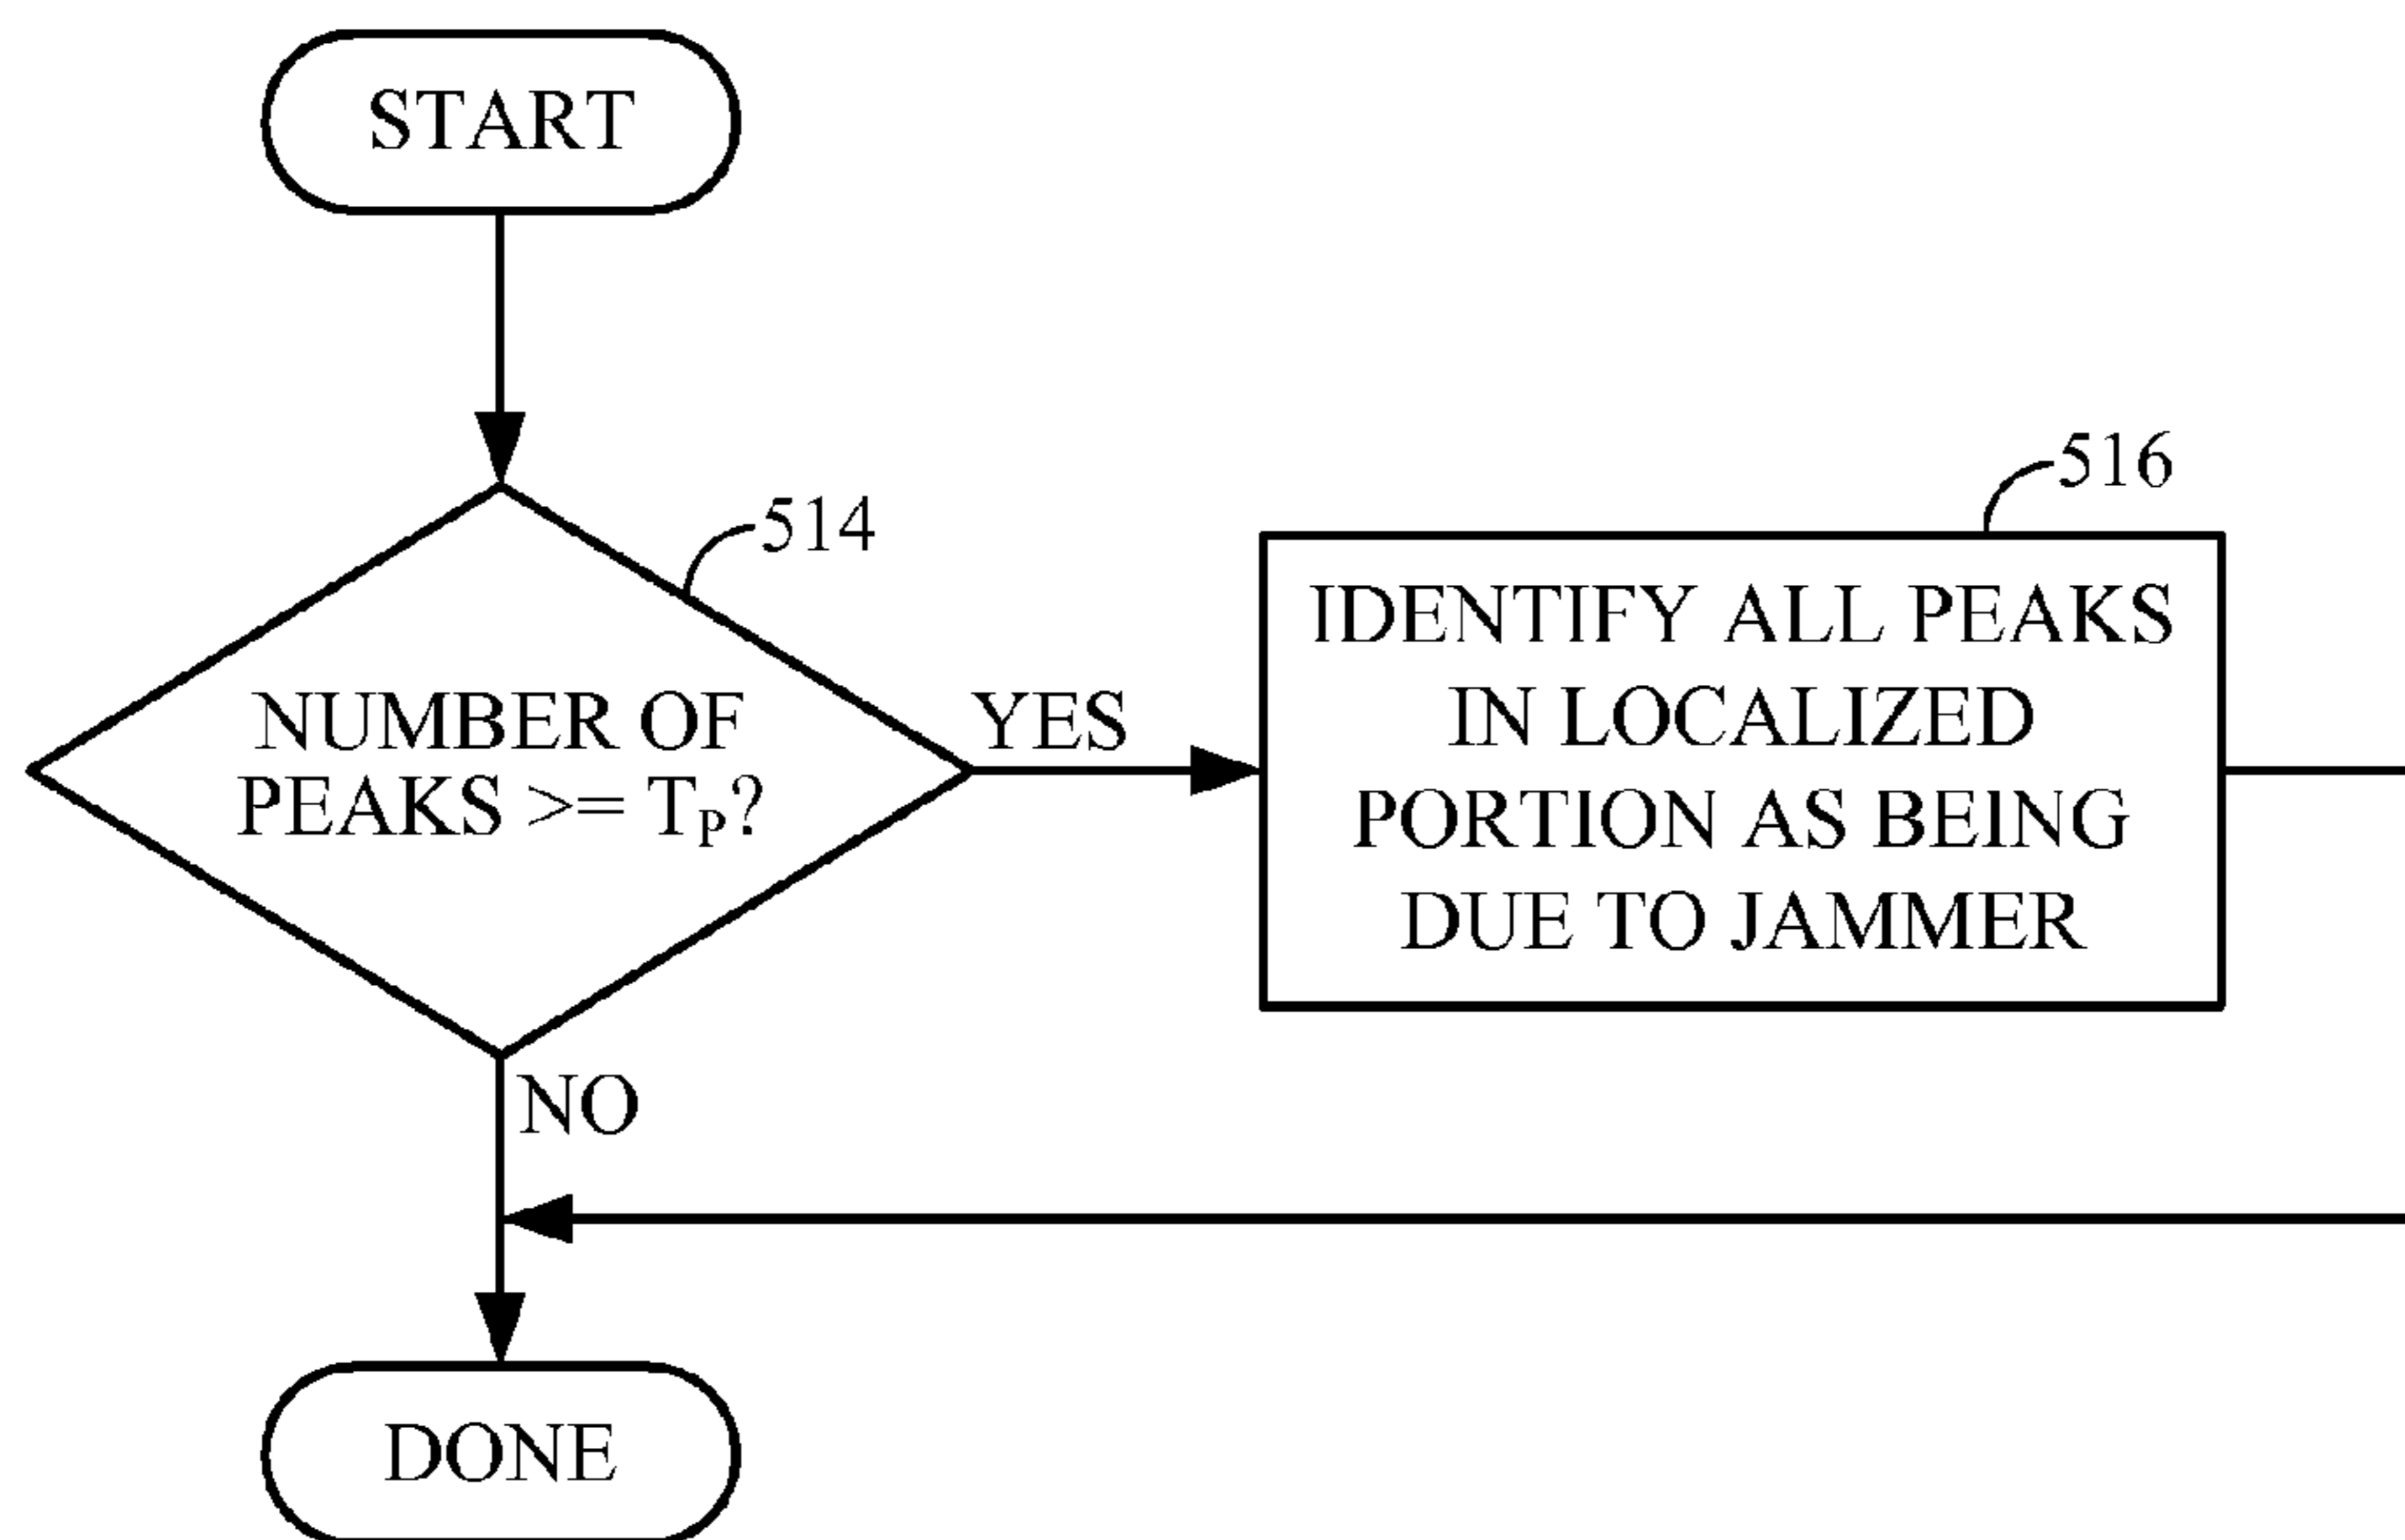 START
514
NUMBER OF
PEAKS >= TP?
YES
516
IDENTIFY ALL PEAKS
IN LOCALIZED
PORTION AS BEING
DUE TO JAMMER
NO
DONE